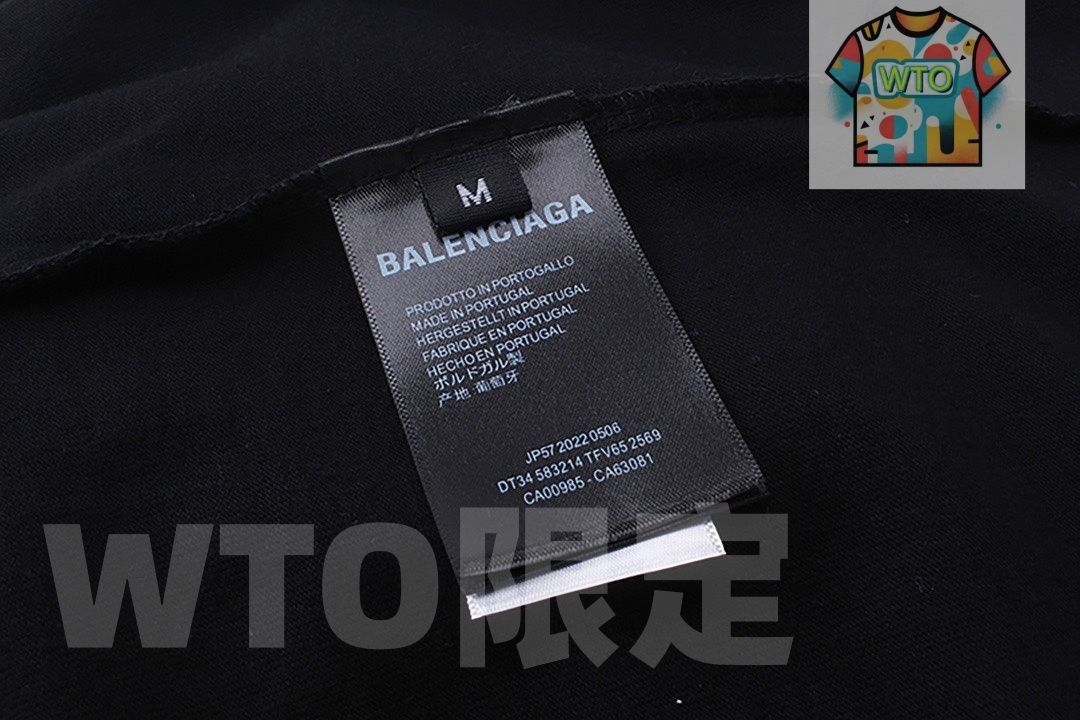 WTO
M
BALENCIAGA
PRODOTTO IN PORTOGALLO
MADE IN PORTUGAL
HERGESTELLT IN PORTUGAL
FABRIQUE EN PORTUGAL
HECHO EN PORTUGAL
ポルトガル製
产地 葡萄牙
JP57 2022 0506
DT34 583214 TFV65 2569
CA00985 - CA63081
WTO限定